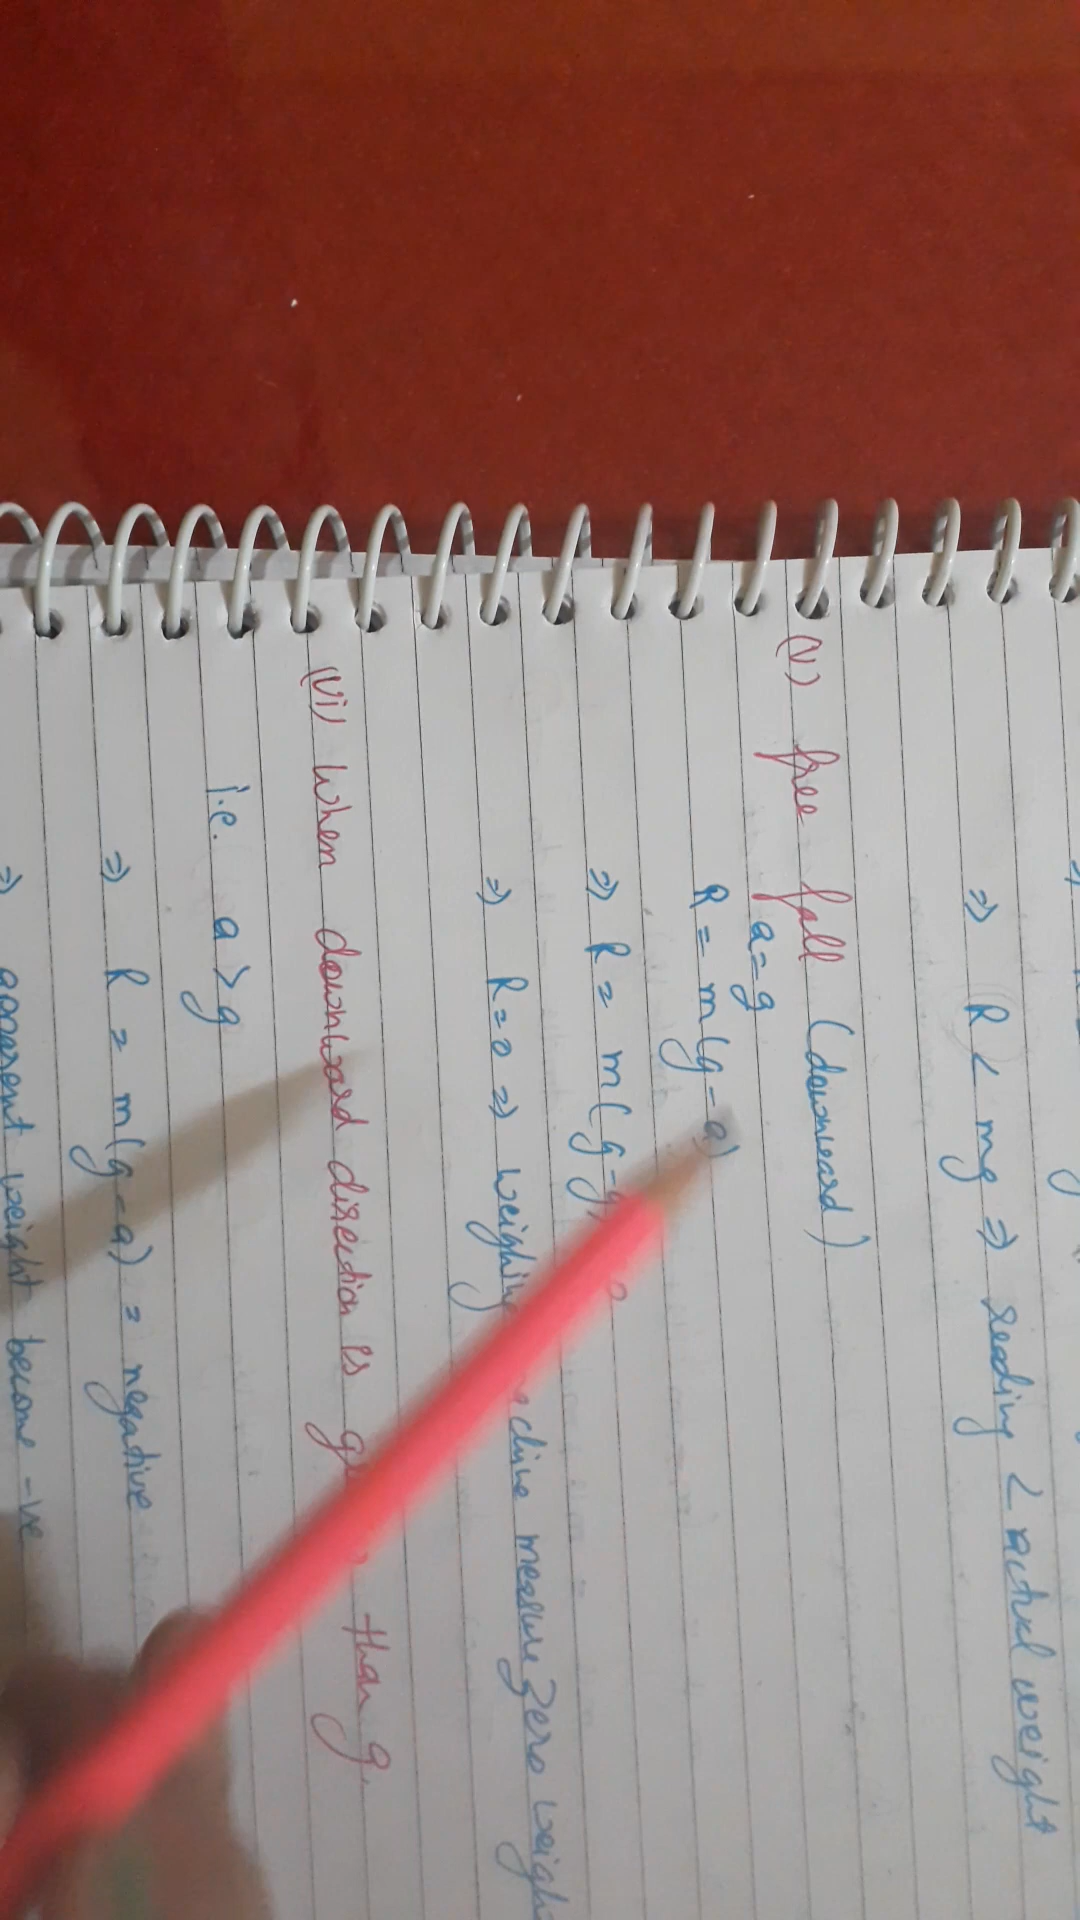 ⇒ R < mg ⇒ reading < actual weight
(V) free fall (downward)
a=g
R = m(g-a)
⇒ R = m(g-g)
⇒ R=0 ⇒ weighing machine measure zero weight
(Vi) When downward direction is than g.
i.e. a > g
⇒ R = m(g-a) = negative
⇒ apparent weight become -ve